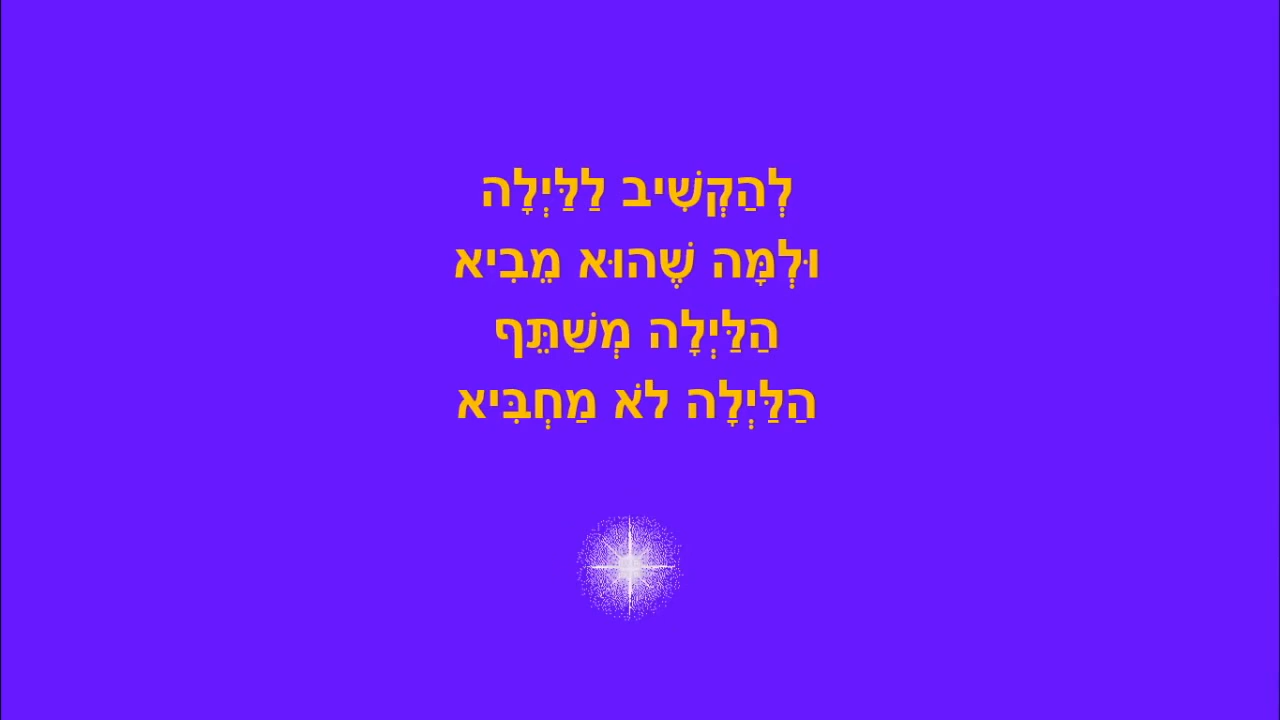 לְהַקְשִׁיב לַלַּיְלָה
וּלְמָּה שֶׁהוּא מֵבִיא
הַלַּיְלָה מְשַׁתֵּף
הַלַּיְלָה לֹא מַחְבִּיא